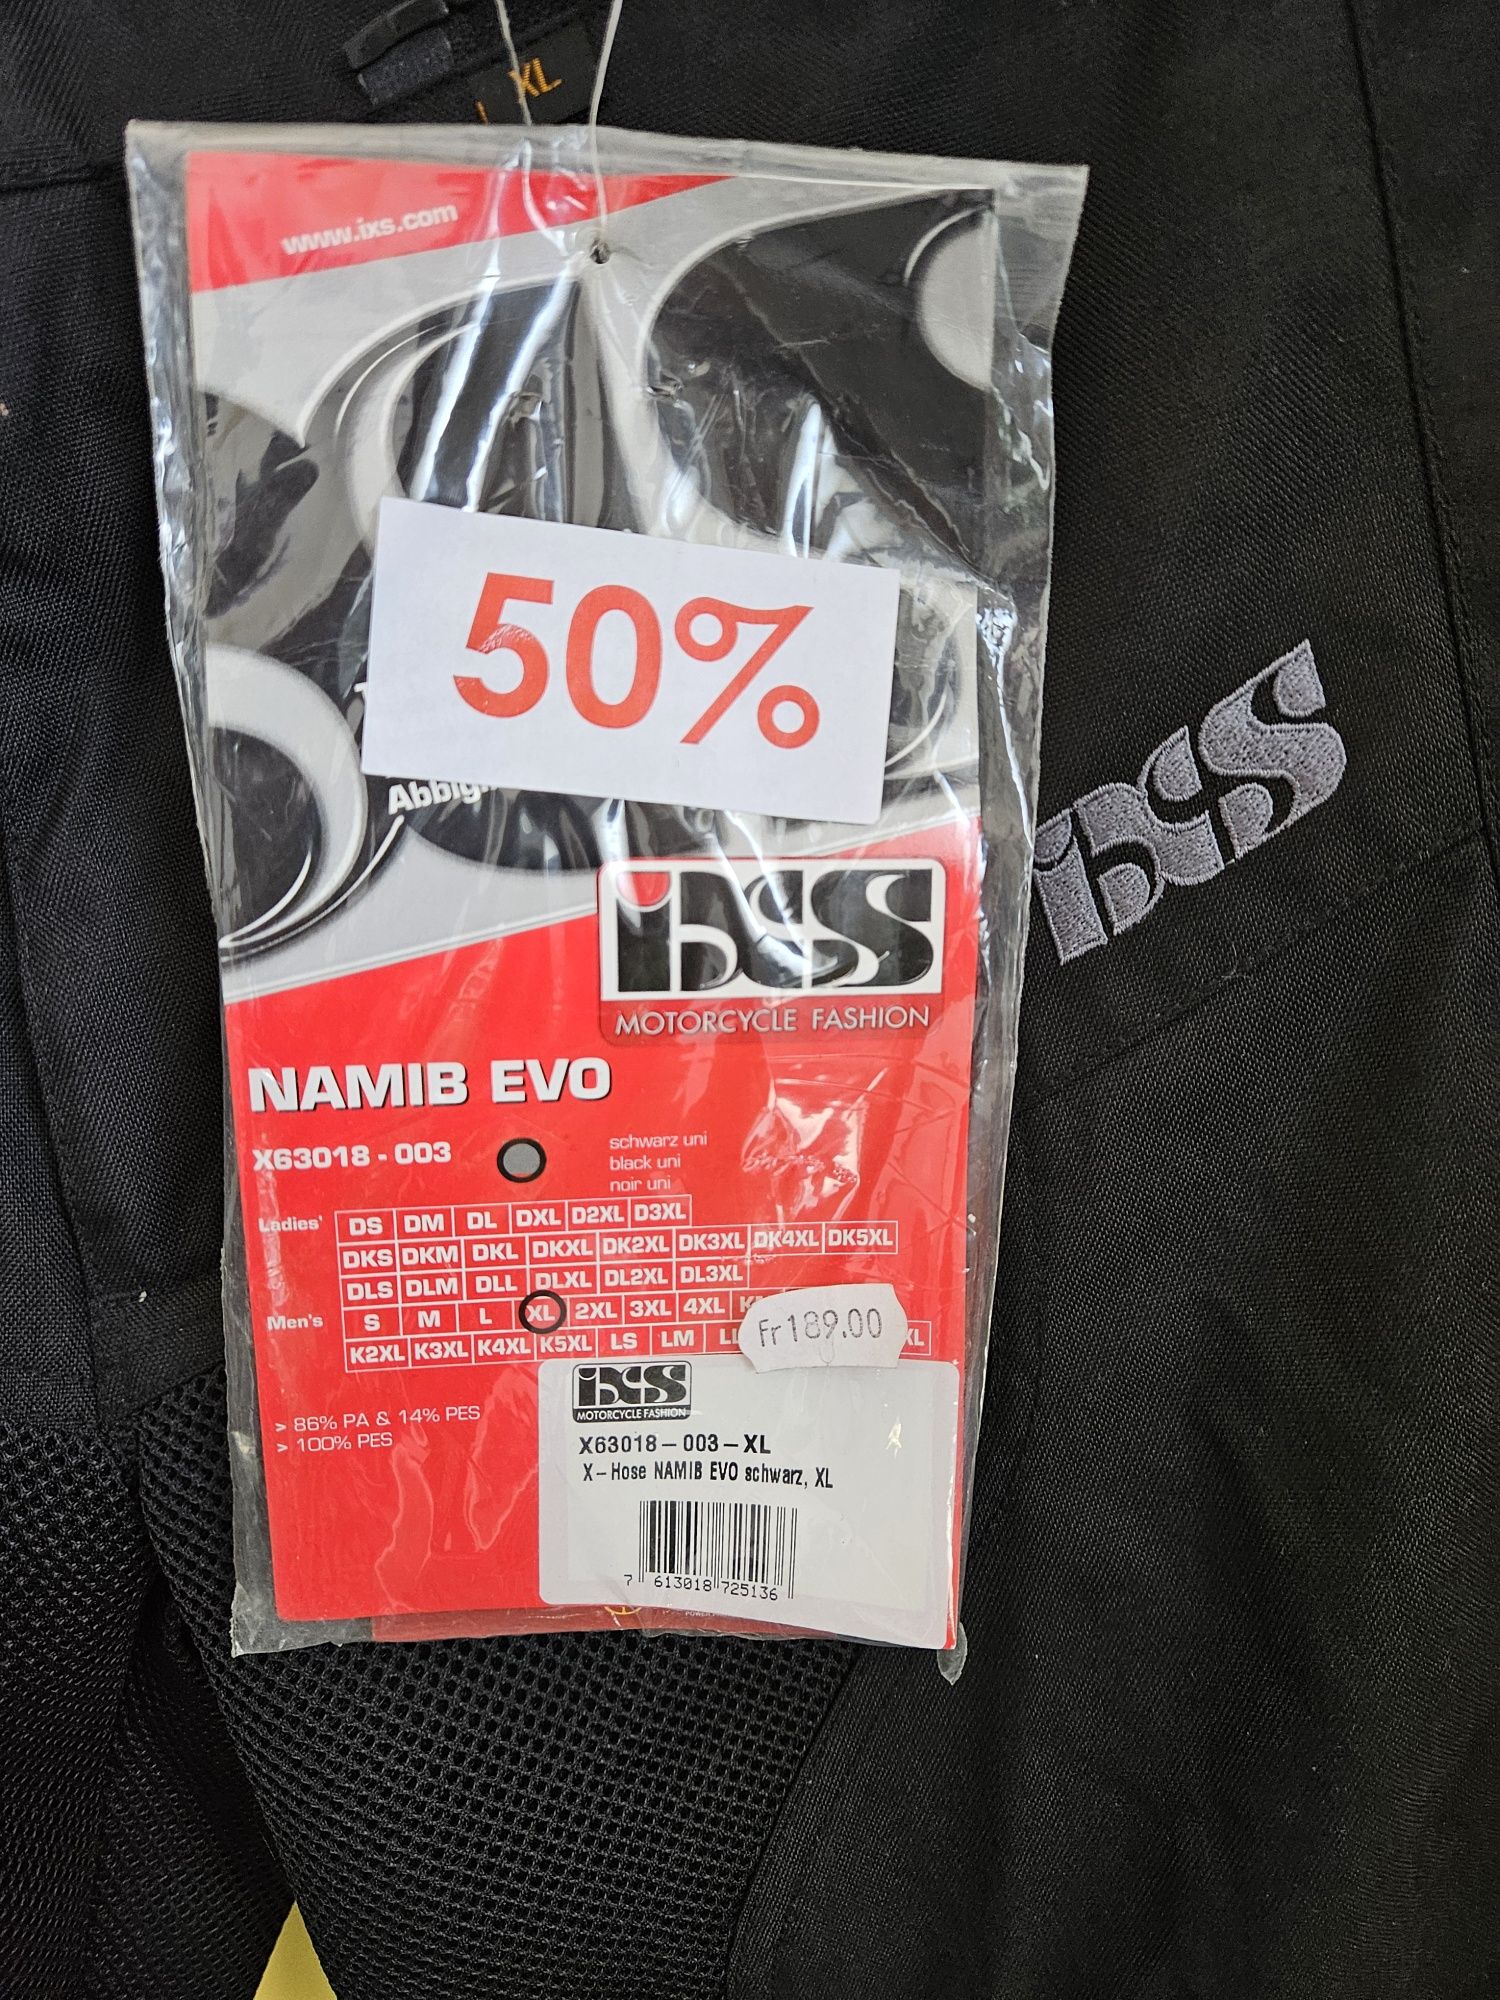 XL
www.ixs.com
50%
Abbig
iXS
iXS
MOTORCYCLE FASHION
NAMIB EVO
X63018 - 003
schwarz uni
black uni
noir uni
Ladies' DS DM DL DXL D2XL D3XL
DKS DKM DKL DKXL DK2XL DK3XL DK4XL DK5XL
DLS DLM DLL DLXL DL2XL DL3XL
Men's S M L XL 2XL 3XL 4XL
Fr189.00
K2XL K3XL K4XL K5XL LS LM XL
> 86% PA & 14% PES
> 100% PES
iXS
MOTORCYCLE FASHION
X63018-003-XL
X-Hose NAMIB EVO schwarz, XL
7 613018 725136